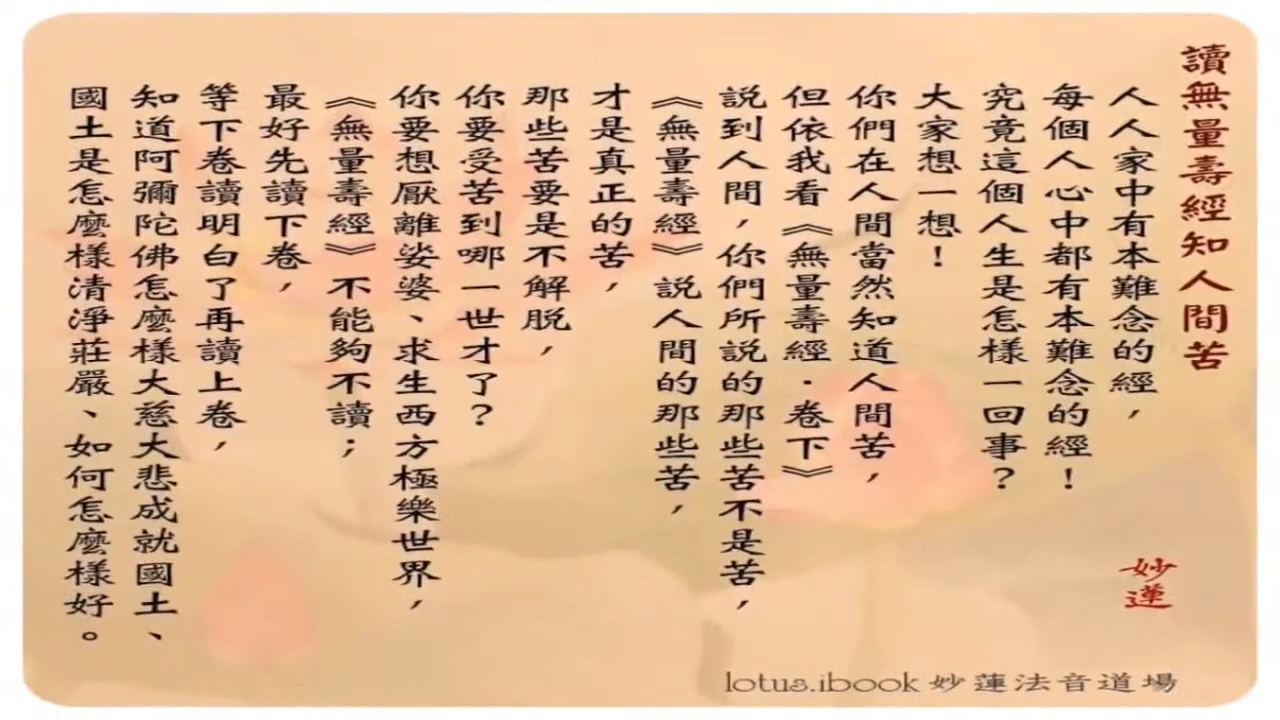 讀無量壽經知人間苦
妙蓮
人人家中有本難念的經，
每個人心中都有本難念的經！
究竟這個人生是怎樣一回事？
大家想一想！
你們在人間當然知道人間苦，
但依我看《無量壽經．卷下》
説到人間，你們所説的那些苦不是苦，
《無量壽經》説人間的那些苦，
才是真正的苦，
那些苦要是不解脱，
你要受苦到哪一世才了？
你要想厭離娑婆、求生西方極樂世界，
《無量壽經》不能夠不讀；
最好先讀下卷，
等下卷讀明白了再讀上卷，
知道阿彌陀佛怎麼樣大慈大悲成就國土、
國土是怎麼樣清淨莊嚴、如何怎麼樣好。
lotus.ibook 妙蓮法音道場